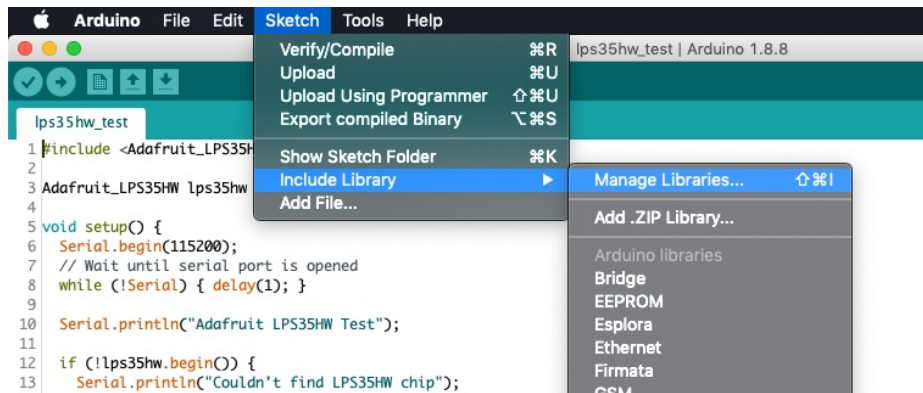 Arduino File Edit Sketch Tools Help
lps35hw_test | Arduino 1.8.8
Verify/Compile ⌘R
Upload ⌘U
Upload Using Programmer ⇧⌘U
Export compiled Binary ⌥⌘S
Show Sketch Folder ⌘K
Include Library ▶
Add File...
Manage Libraries... ⇧⌘I
Add .ZIP Library...
Arduino libraries
Bridge
EEPROM
Esplora
Ethernet
Firmata
GSM
lps35hw_test
1 #include <Adafruit_LPS35H
2
3 Adafruit_LPS35HW lps35hw
4
5 void setup() {
6 Serial.begin(115200);
7 // Wait until serial port is opened
8 while (!Serial) { delay(1); }
9
10 Serial.println("Adafruit LPS35HW Test");
11
12 if (!lps35hw.begin()) {
13 Serial.println("Couldn't find LPS35HW chip");